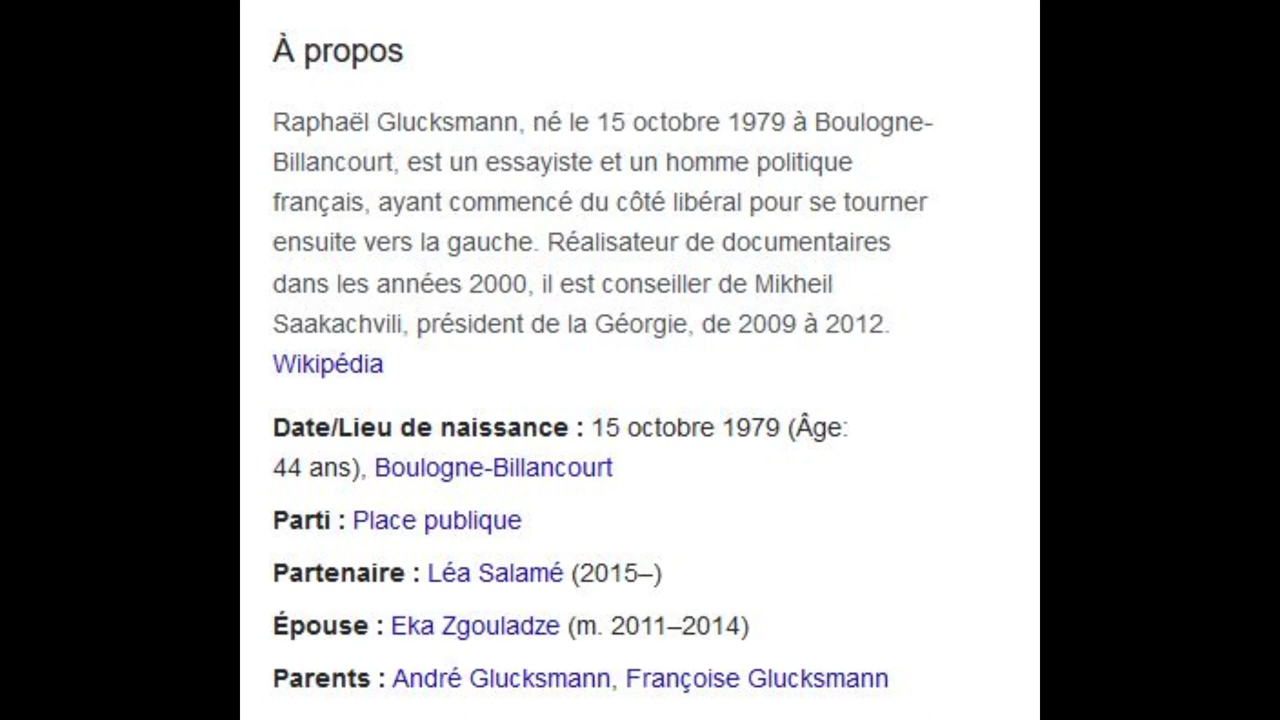 À propos
Raphaël Glucksmann, né le 15 octobre 1979 à Boulogne-
Billancourt, est un essayiste et un homme politique
français, ayant commencé du côté libéral pour se tourner
ensuite vers la gauche. Réalisateur de documentaires
dans les années 2000, il est conseiller de Mikheil
Saakachvili, président de la Géorgie, de 2009 à 2012.
Wikipédia
Date/Lieu de naissance : 15 octobre 1979 (Âge:
44 ans), Boulogne-Billancourt
Parti : Place publique
Partenaire : Léa Salamé (2015–)
Épouse : Eka Zgouladze (m. 2011–2014)
Parents : André Glucksmann, Françoise Glucksmann